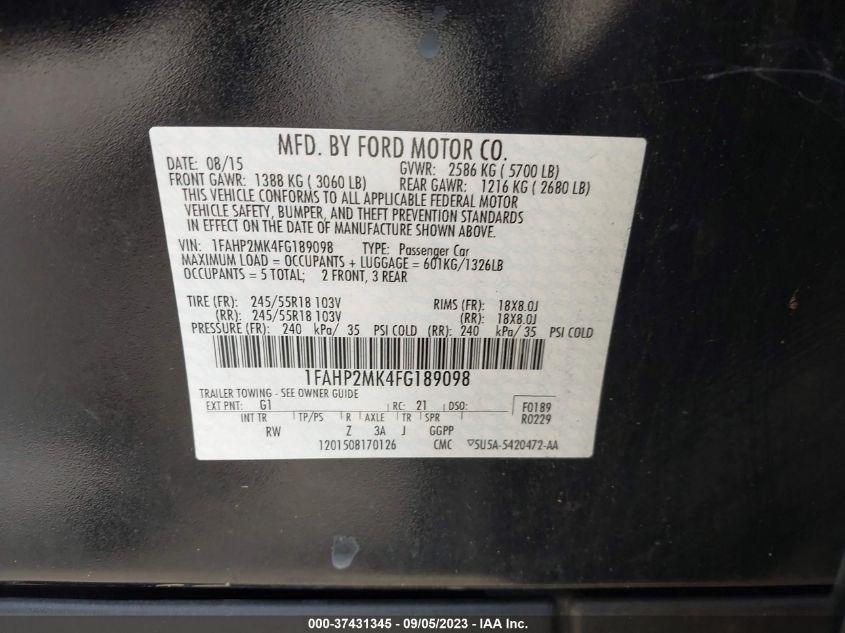 MFD. BY FORD MOTOR CO.
DATE: 08/15 GVWR: 2586 KG ( 5700 LB)
FRONT GAWR: 1388 KG ( 3060 LB) REAR GAWR: 1216 KG ( 2680 LB)
THIS VEHICLE CONFORMS TO ALL APPLICABLE FEDERAL MOTOR
VEHICLE SAFETY, BUMPER, AND THEFT PREVENTION STANDARDS
IN EFFECT ON THE DATE OF MANUFACTURE SHOWN ABOVE.
VIN: 1FAHP2MK4FG189098 TYPE: Passenger Car
MAXIMUM LOAD = OCCUPANTS + LUGGAGE = 601KG/1326LB
OCCUPANTS = 5 TOTAL; 2 FRONT, 3 REAR
TIRE (FR): 245/55R18 103V RIMS (FR): 18X8.0J
(RR): 245/55R18 103V (RR): 18X8.0J
PRESSURE (FR): 240 kPa/ 35 PSI COLD (RR): 240 kPa/ 35 PSI COLD
1FAHP2MK4FG189098
TRAILER TOWING - SEE OWNER GUIDE
EXT PNT: G1 RC: 21 DSO: F0189
INT TR TP/PS R AXLE TR SPR R0229
RW Z 3A J GGPP
1201508170126 CMC ▽5U5A-5420472-AA
000-37431345 - 09/05/2023 - IAA Inc.